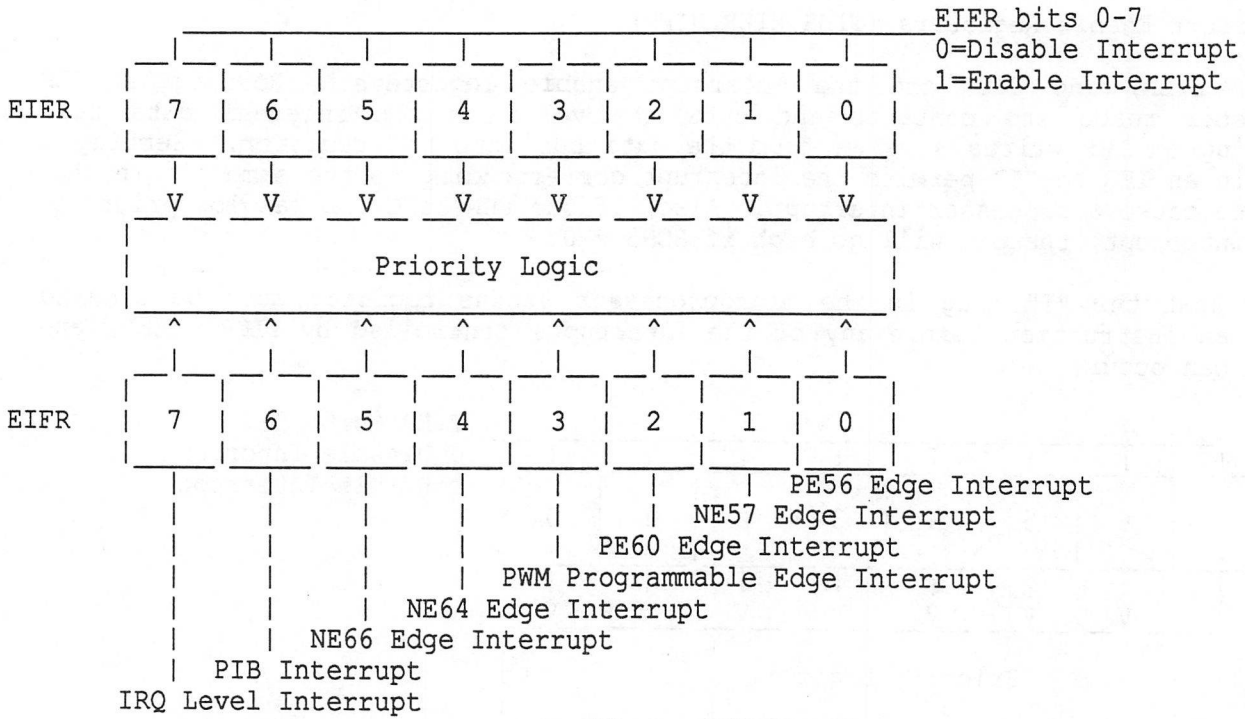 EIER bits 0-7
0=Disable Interrupt
1=Enable Interrupt
EIER 7 6 5 4 3 2 1 0
V V V V V V V V
Priority Logic
^ ^ ^ ^ ^ ^ ^ ^
EIFR 7 6 5 4 3 2 1 0
PE56 Edge Interrupt
NE57 Edge Interrupt
PE60 Edge Interrupt
PWM Programmable Edge Interrupt
NE64 Edge Interrupt
NE66 Edge Interrupt
PIB Interrupt
IRQ Level Interrupt